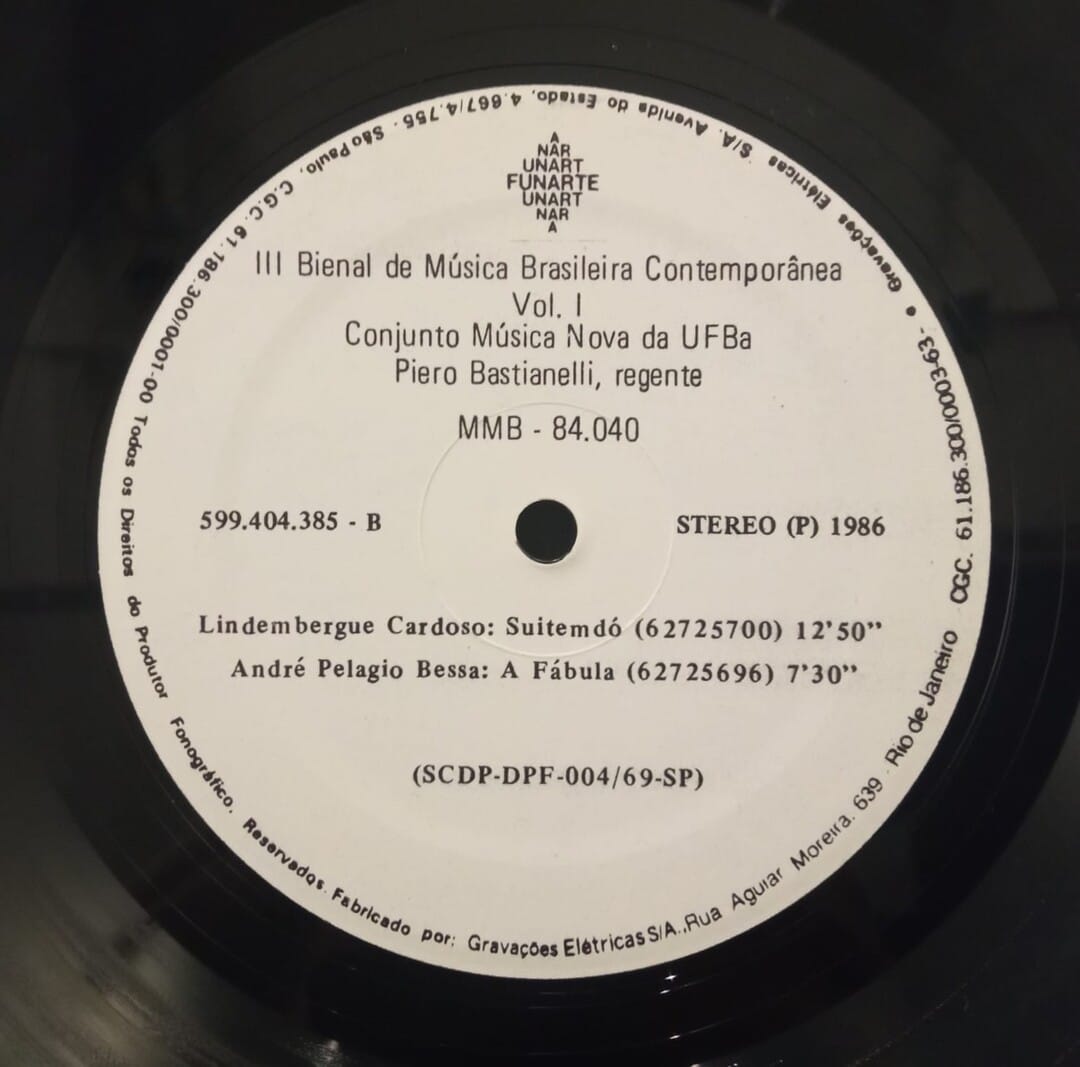 A
NAR
UNART
FUNARTE
UNART
NAR
A
III Bienal de Música Brasileira Contemporânea
Vol. I
Conjunto Música Nova da UFBa
Piero Bastianelli, regente
MMB - 84.040
599.404.385 - B
STEREO (P) 1986
Lindembergue Cardoso: Suitemdó (62725700) 12'50"
André Pelagio Bessa: A Fábula (62725696) 7'30"
(SCDP-DPF-004/69-SP)
• Gravações Elétricas S/A. Avenida do Estado, 4.667/4.755 - São Paulo, C.G.C. 61.186.300/0001-00 Todos os Direitos do Produtor Fonográfico. Reservados. Fabricado por: Gravações Elétricas S/A.,Rua Aguiar Moreira. 639 - Rio de Janeiro CGC. 61.186.300/0003-63-